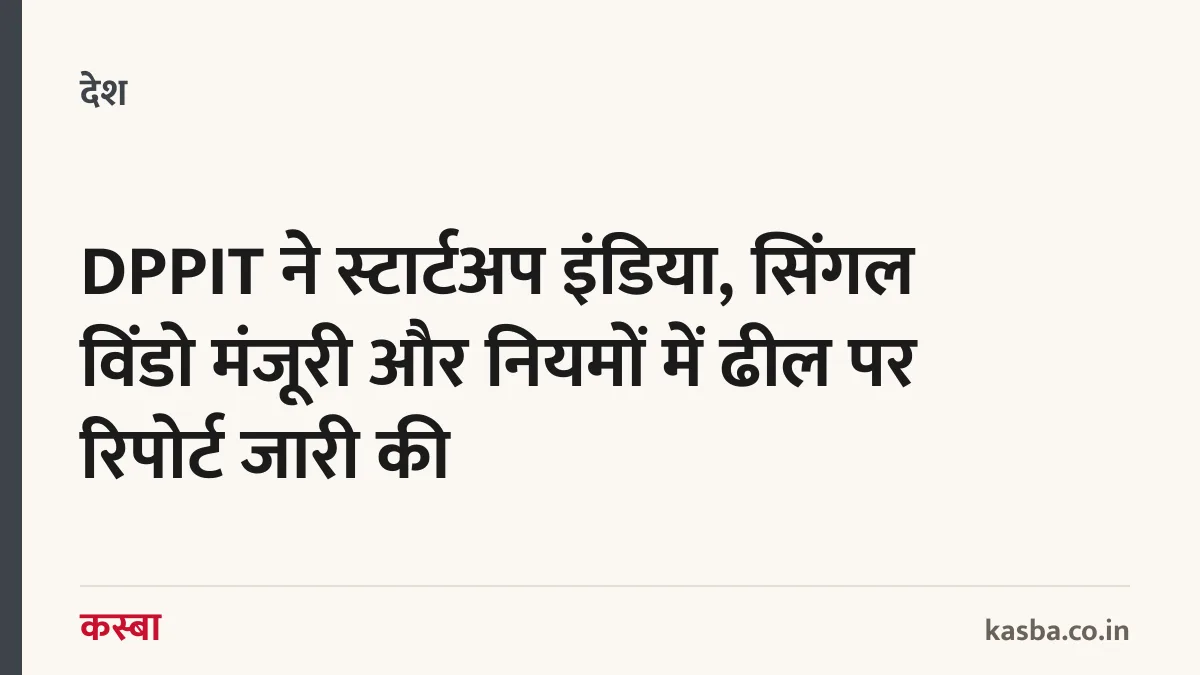 देश
DPPIT ने स्टार्टअप इंडिया, सिंगल
विंडो मंजूरी और नियमों में ढील पर
रिपोर्ट जारी की
कस्बा
kasba.co.in